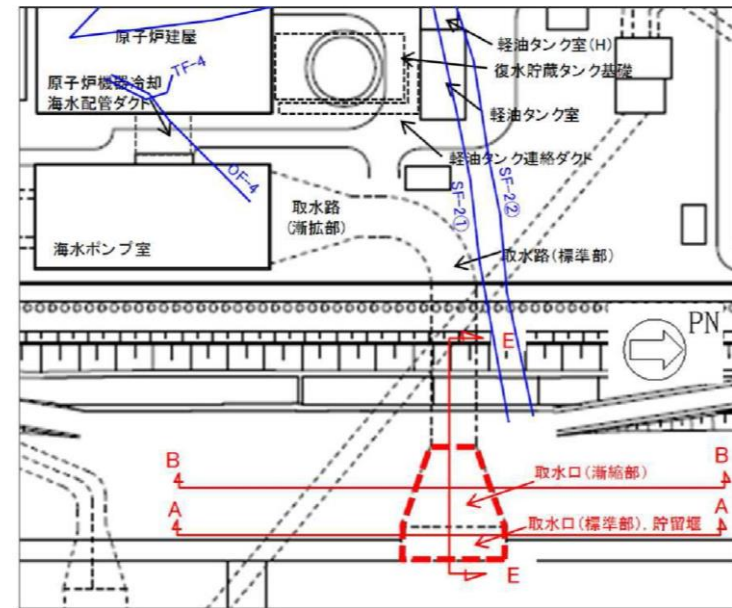 原子炉建屋
軽油タンク室(H)
復水貯蔵タンク基礎
TF-4
原子炉機器冷却
海水配管ダクト
軽油タンク室
OF-4
軽油タンク連絡ダクト
SF-2①
SF-2②
取水路
(漸拡部)
海水ポンプ室
取水路(標準部)
PN
E
B
B
取水口(漸縮部)
A
A
取水口(標準部), 貯留堰
E